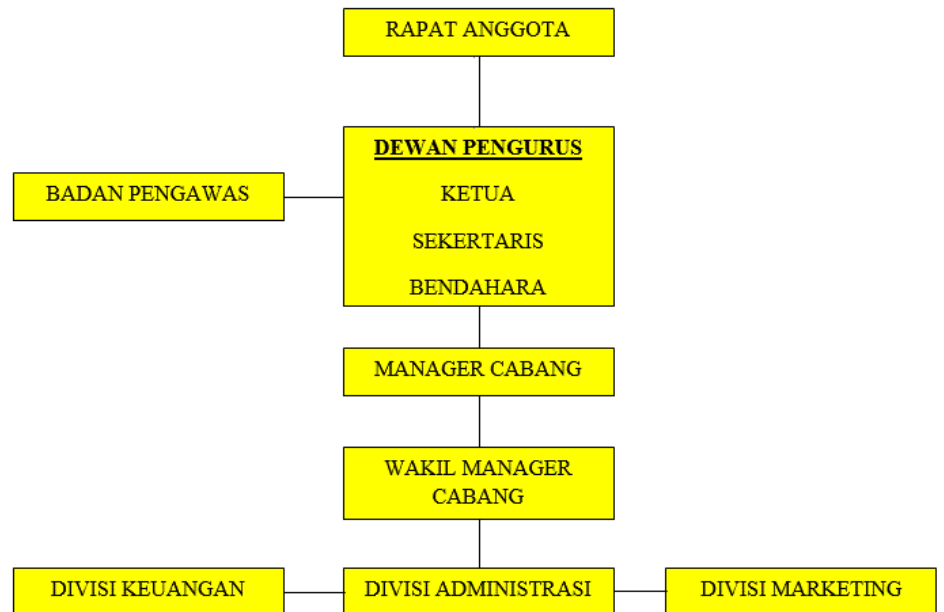 RAPAT ANGGOTA
DEWAN PENGURUS
BADAN PENGAWAS
KETUA
SEKERTARIS
BENDAHARA
MANAGER CABANG
WAKIL MANAGER
CABANG
DIVISI KEUANGAN
DIVISI ADMINISTRASI
DIVISI MARKETING